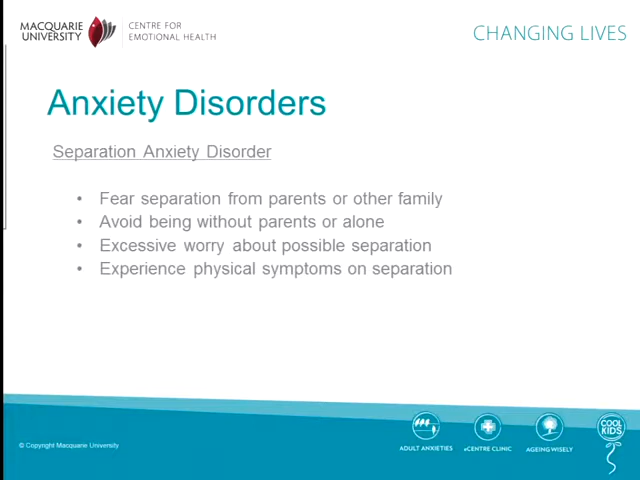 MACQUARIE
UNIVERSITY
CENTRE FOR
EMOTIONAL HEALTH
CHANGING LIVES
Anxiety Disorders
Separation Anxiety Disorder
• Fear separation from parents or other family
• Avoid being without parents or alone
• Excessive worry about possible separation
• Experience physical symptoms on separation
© Copyright Macquarie University
ADULT ANXIETIES
eCENTRE CLINIC
AGEING WISELY
COOL
KIDS